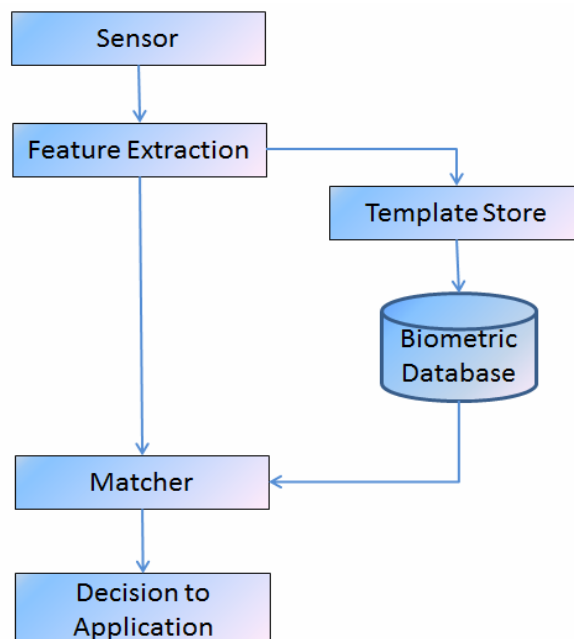 Sensor
Feature Extraction
Template Store
Biometric
Database
Matcher
Decision to
Application